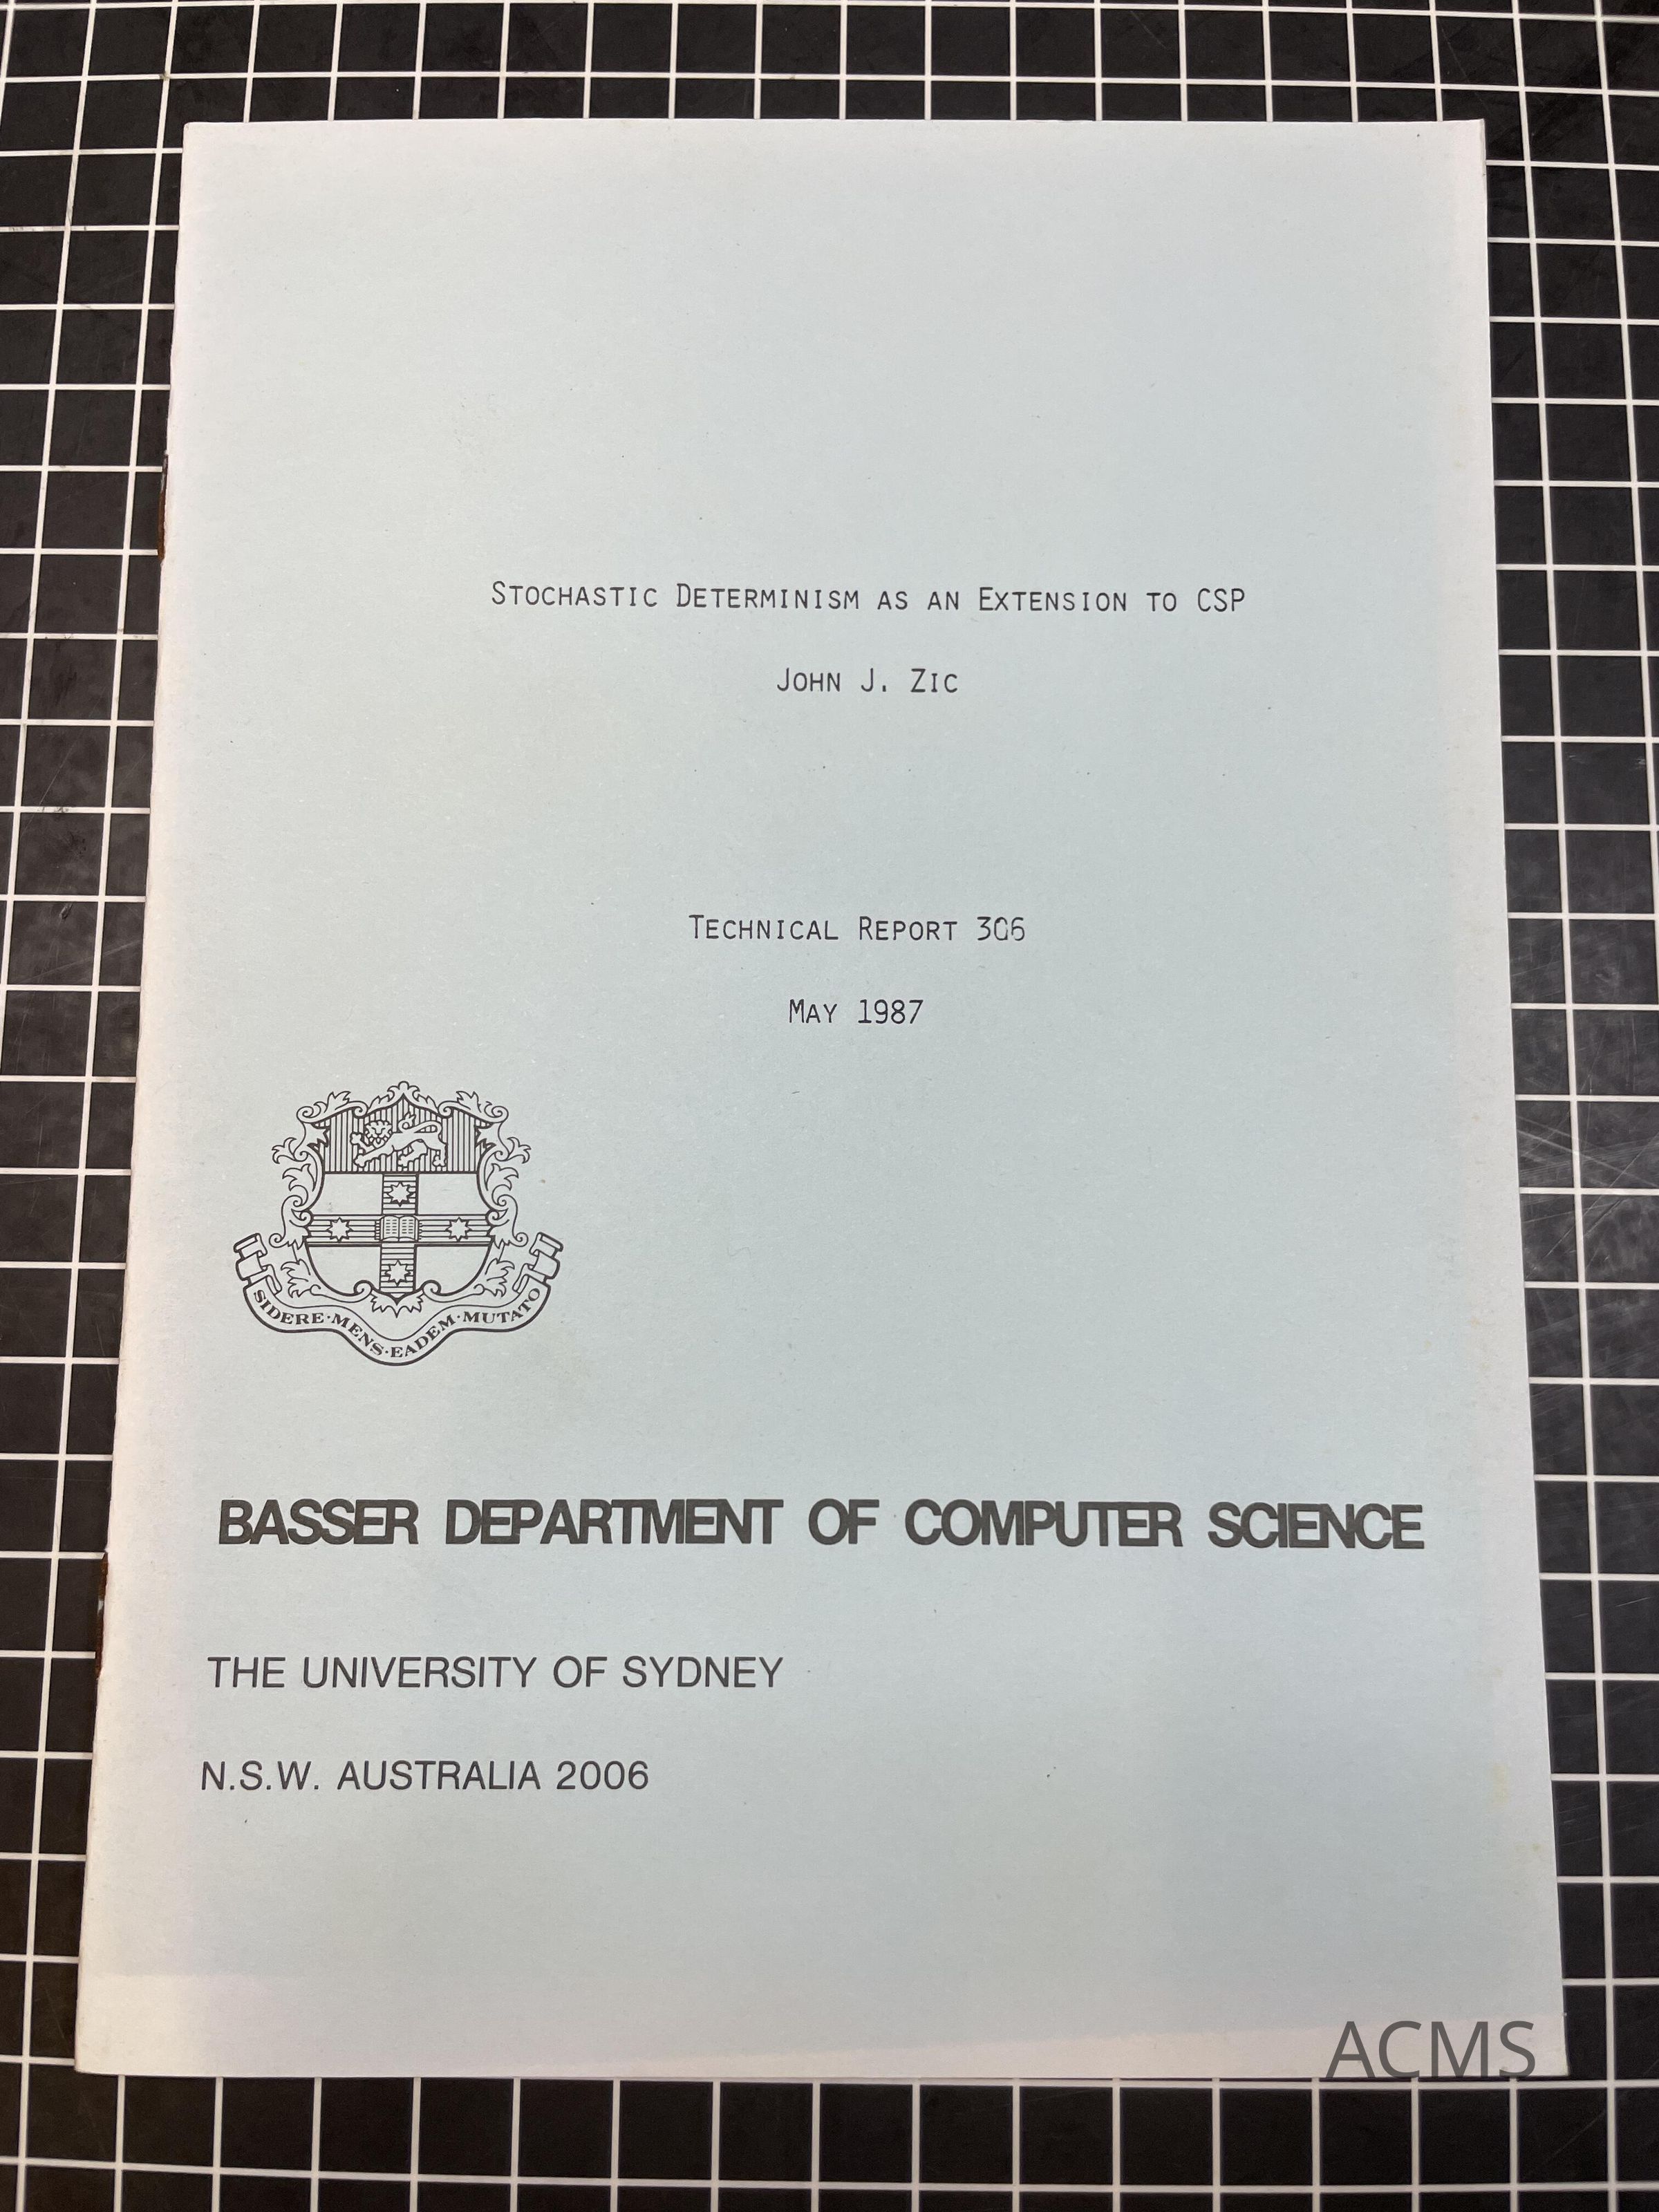 STOCHASTIC DETERMINISM AS AN EXTENSION TO CSP
JOHN J. ZIC
TECHNICAL REPORT 306
MAY 1987
SIDERE·MENS·EADEM·MUTATO
BASSER DEPARTMENT OF COMPUTER SCIENCE
THE UNIVERSITY OF SYDNEY
N.S.W. AUSTRALIA 2006
ACMS